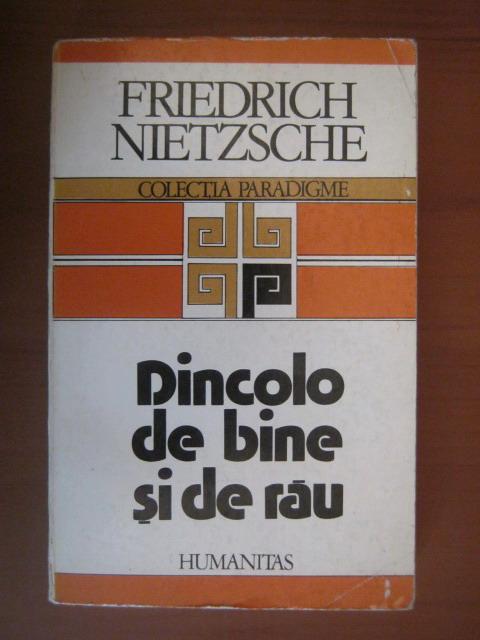 FRIEDRICH
NIETZSCHE
COLECȚIA PARADIGME
Dincolo
de bine
și de rău
HUMANITAS